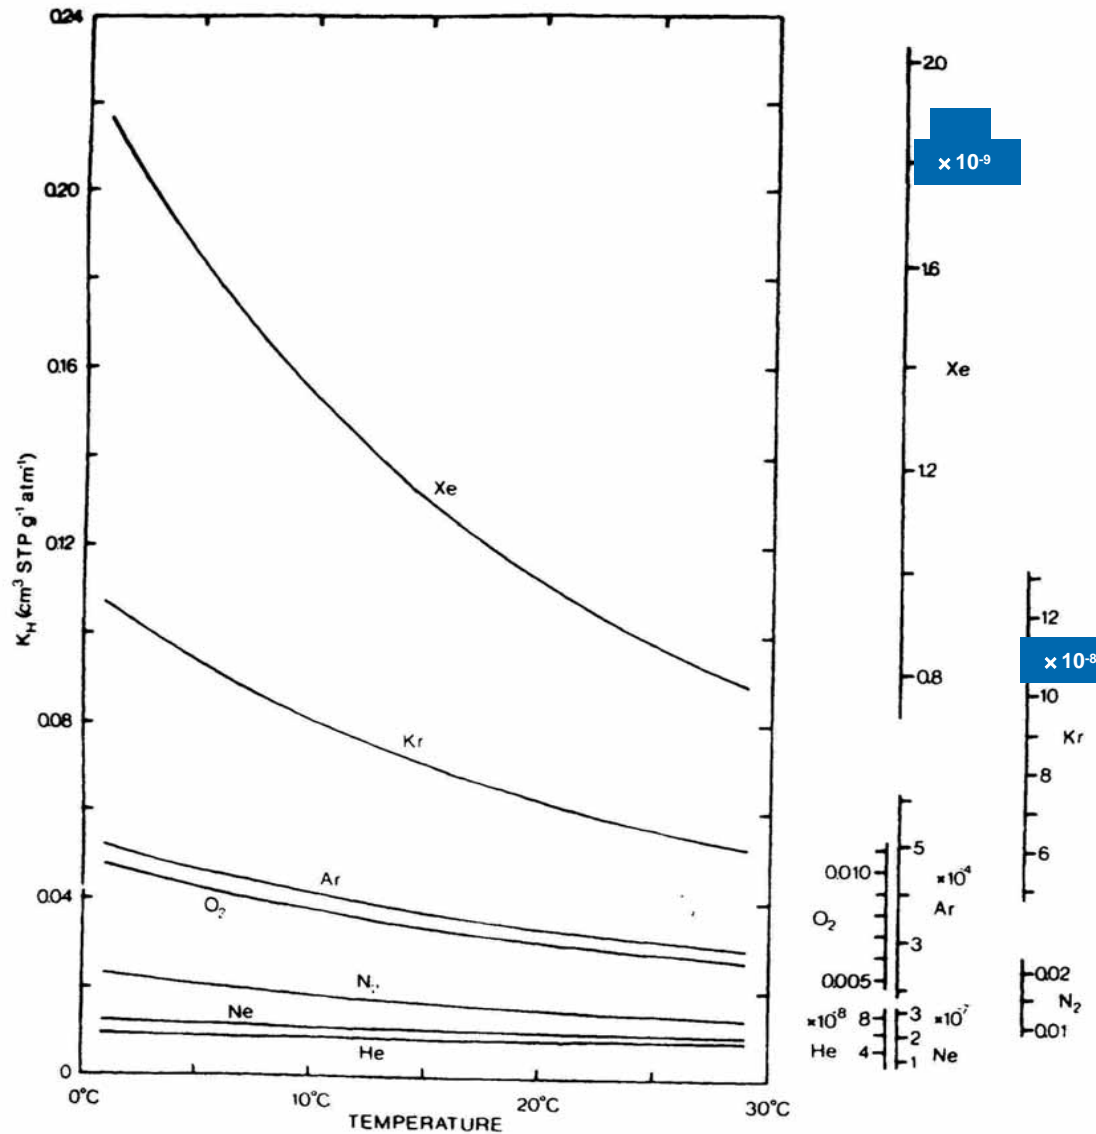 0.24
0.20
0.16
0.12
0.08
0.04
0
K_H (cm³ STP g⁻¹ atm⁻¹)
0°C
10°C
20°C
30°C
TEMPERATURE
Xe
Kr
Ar
O₂
N₂
Ne
He
2.0
× 10⁻⁹
1.6
Xe
1.2
0.8
12
× 10⁻⁸
10
Kr
8
6
0.010
O₂
0.005
5
×10⁻⁴
Ar
3
0.02
N₂
0.01
×10⁻⁸ 8
He 4
3 ×10⁻⁷
2
Ne
1